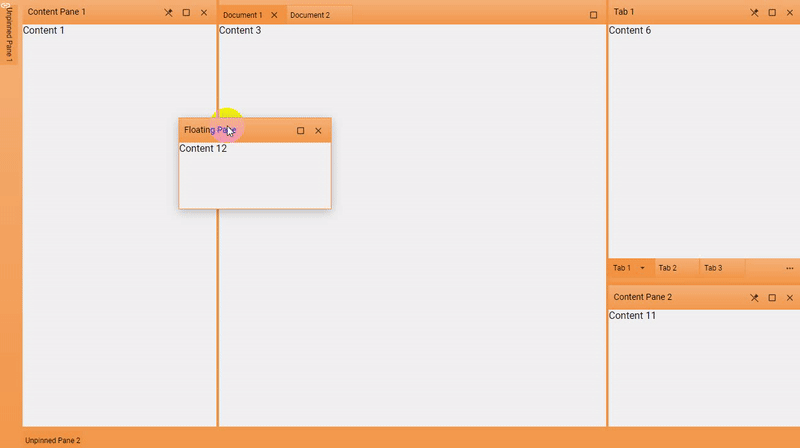 Unpinned Pane 1
Content Pane 1
Content 1
Document 1
Document 2
Content 3
Floating Pane
Content 12
Tab 1
Content 6
Tab 1
Tab 2
Tab 3
Content Pane 2
Content 11
Unpinned Pane 2